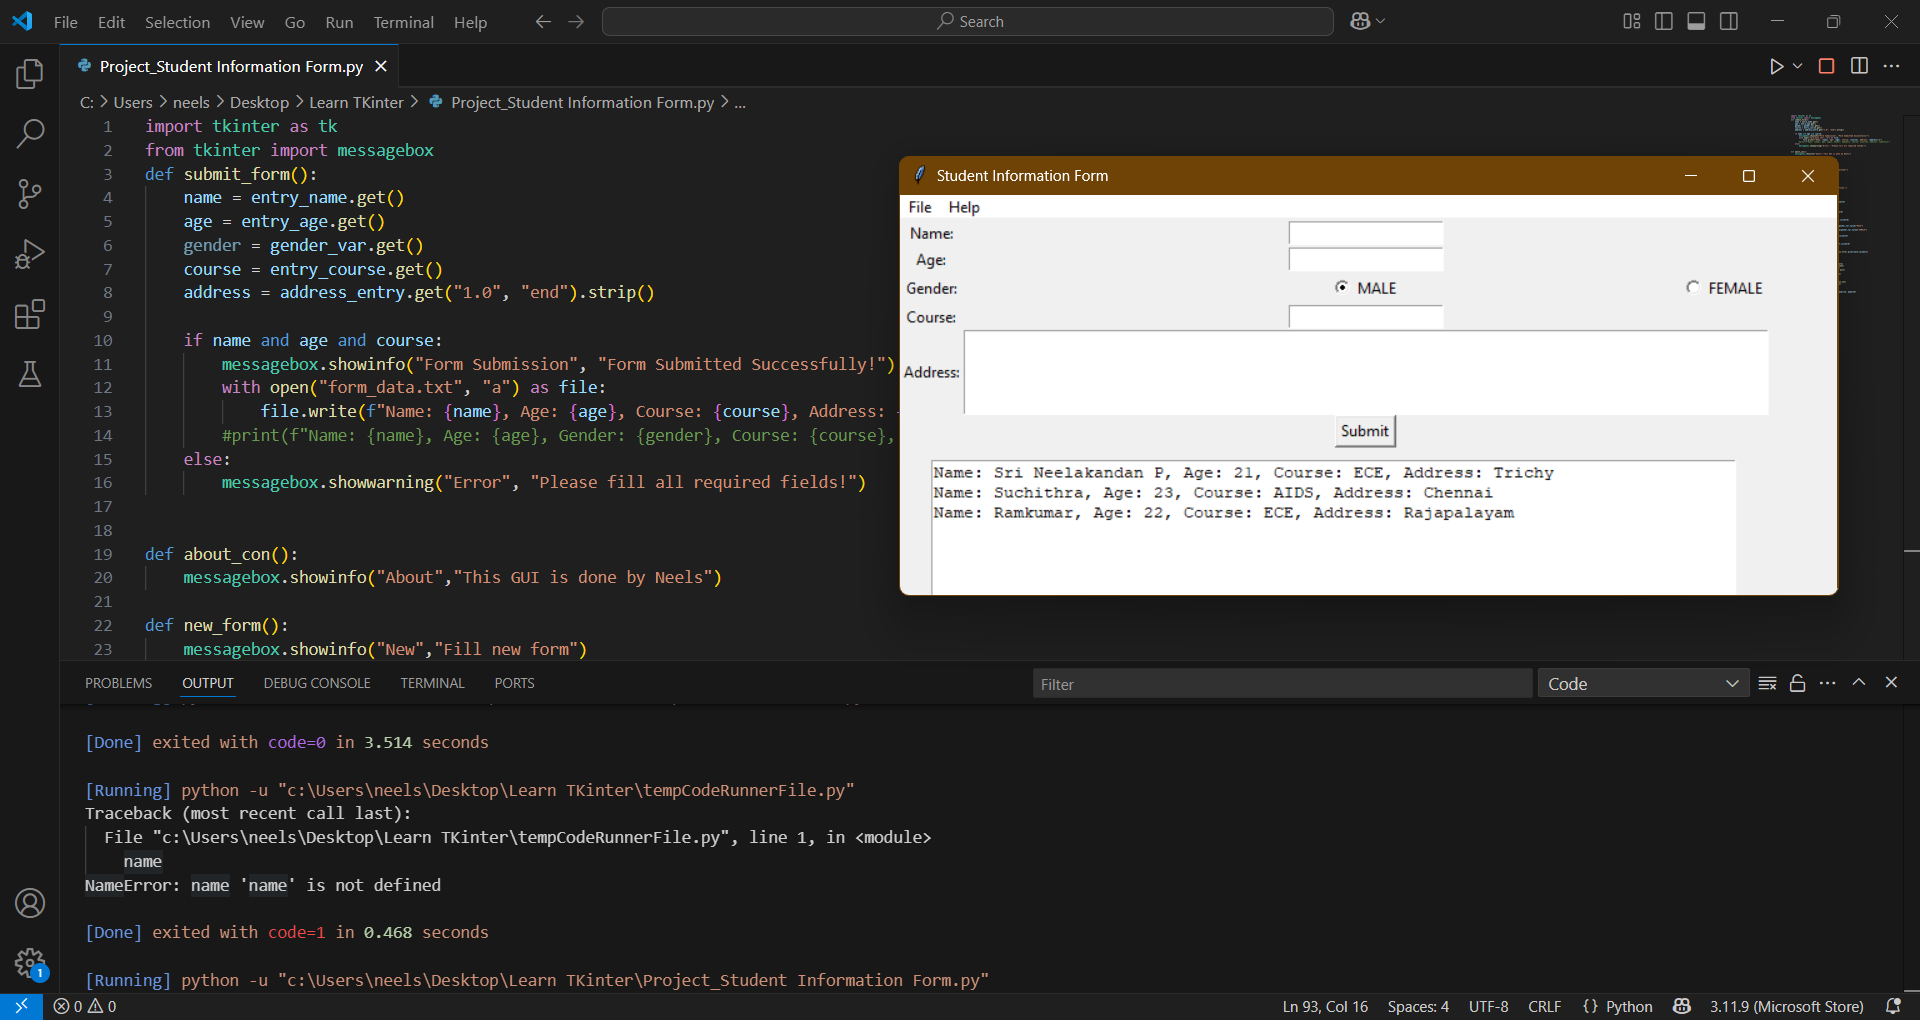 File Edit Selection View Go Run Terminal Help
Search
Project_Student Information Form.py
C: > Users > neels > Desktop > Learn TKinter > Project_Student Information Form.py > ...
1 import tkinter as tk
2 from tkinter import messagebox
3 def submit_form():
4     name = entry_name.get()
5     age = entry_age.get()
6     gender = gender_var.get()
7     course = entry_course.get()
8     address = address_entry.get("1.0", "end").strip()
9
10     if name and age and course:
11         messagebox.showinfo("Form Submission", "Form Submitted Successfully!")
12         with open("form_data.txt", "a") as file:
13             file.write(f"Name: {name}, Age: {age}, Course: {course}, Address:
14         #print(f"Name: {name}, Age: {age}, Gender: {gender}, Course: {course},
15     else:
16         messagebox.showwarning("Error", "Please fill all required fields!")
17
18
19 def about_con():
20     messagebox.showinfo("About","This GUI is done by Neels")
21
22 def new_form():
23     messagebox.showinfo("New","Fill new form")
Student Information Form
File Help
Name:
Age:
Gender: MALE FEMALE
Course:
Address:
Submit
Name: Sri Neelakandan P, Age: 21, Course: ECE, Address: Trichy
Name: Suchithra, Age: 23, Course: AIDS, Address: Chennai
Name: Ramkumar, Age: 22, Course: ECE, Address: Rajapalayam
PROBLEMS OUTPUT DEBUG CONSOLE TERMINAL PORTS
Filter
Code
[Done] exited with code=0 in 3.514 seconds
[Running] python -u "c:\Users\neels\Desktop\Learn TKinter\tempCodeRunnerFile.py"
Traceback (most recent call last):
  File "c:\Users\neels\Desktop\Learn TKinter\tempCodeRunnerFile.py", line 1, in <module>
    name
NameError: name 'name' is not defined
[Done] exited with code=1 in 0.468 seconds
[Running] python -u "c:\Users\neels\Desktop\Learn TKinter\Project_Student Information Form.py"
1
0 0
Ln 93, Col 16 Spaces: 4 UTF-8 CRLF {} Python 3.11.9 (Microsoft Store)